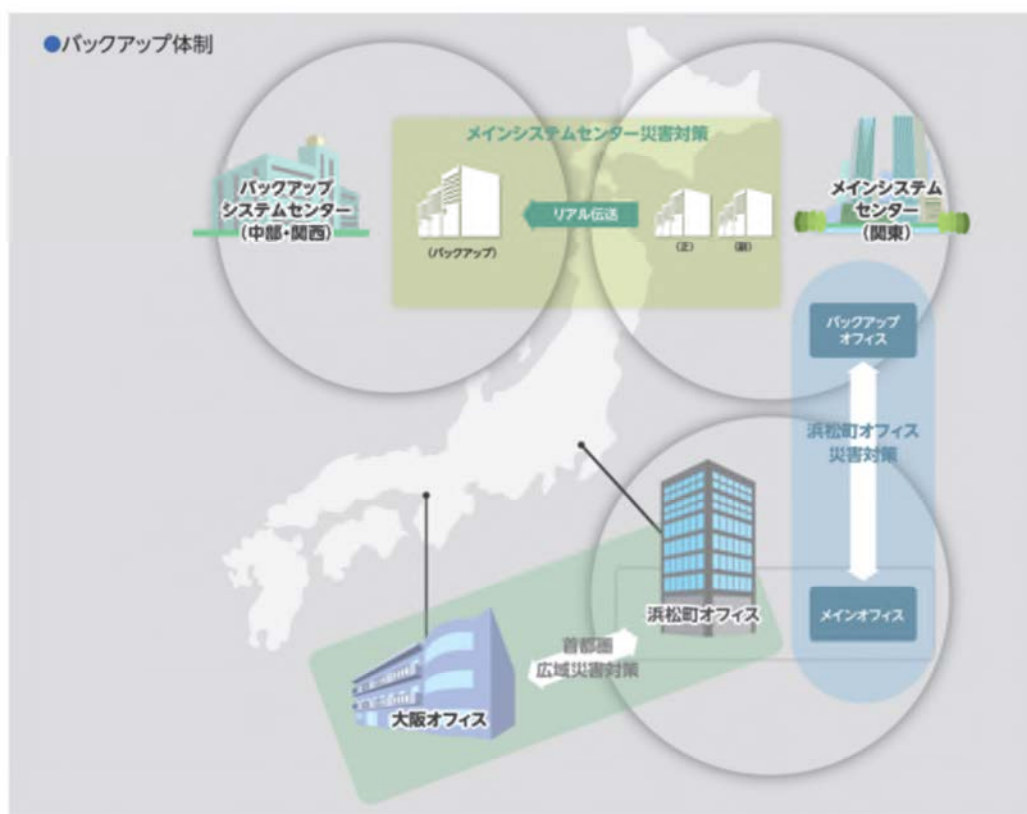 ●バックアップ体制
メインシステムセンター災害対策
バックアップ
システムセンター
（中部・関西）
（バックアップ）
リアル伝送
（正）
（副）
メインシステム
センター
（関東）
バックアップ
オフィス
浜松町オフィス
災害対策
メインオフィス
浜松町オフィス
首都圏
広域災害対策
大阪オフィス